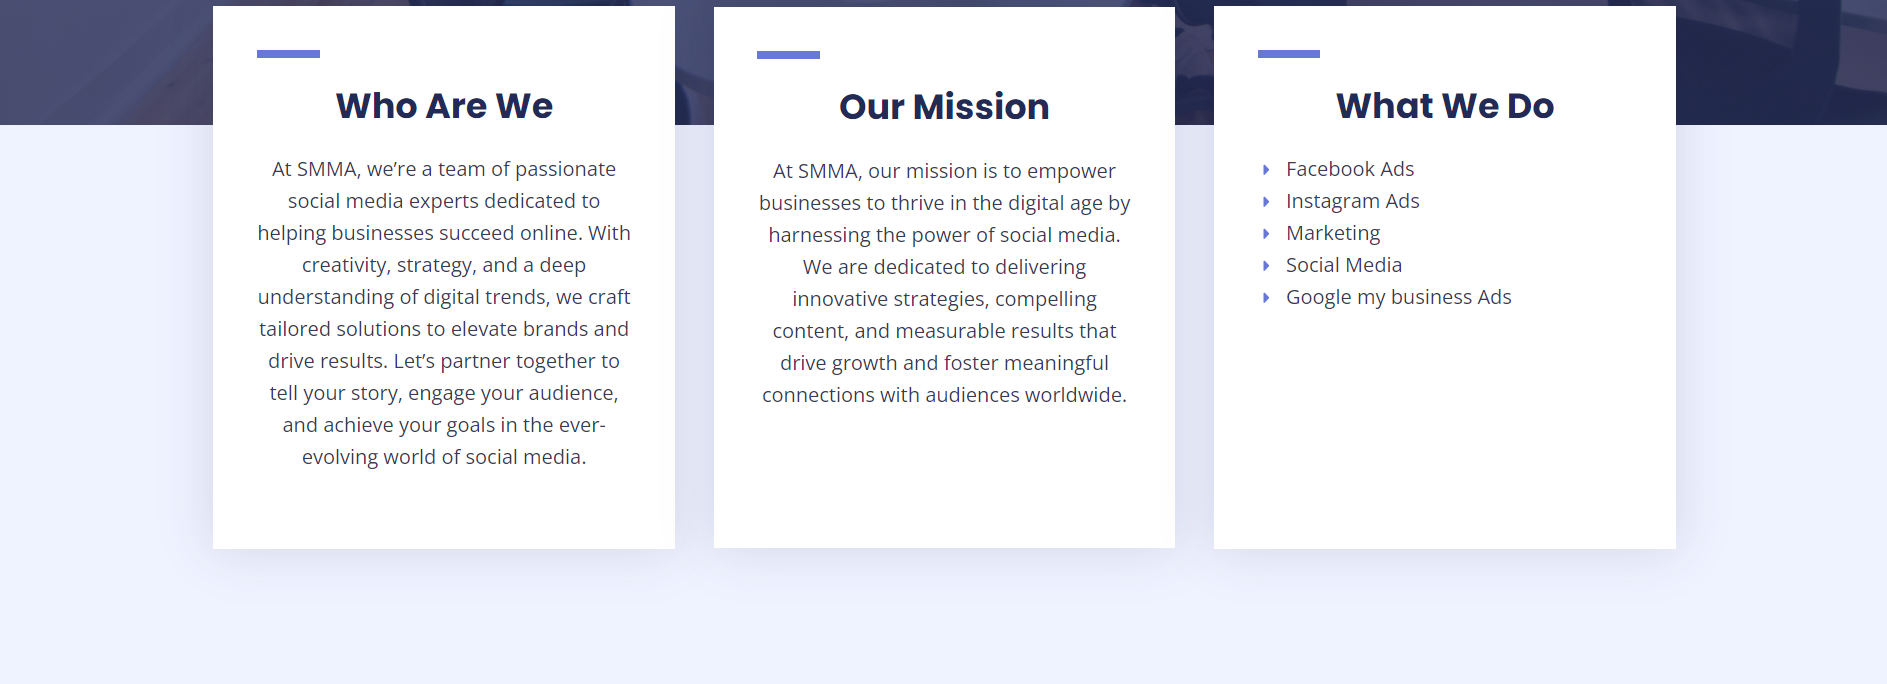 Who Are We
At SMMA, we’re a team of passionate
social media experts dedicated to
helping businesses succeed online. With
creativity, strategy, and a deep
understanding of digital trends, we craft
tailored solutions to elevate brands and
drive results. Let’s partner together to
tell your story, engage your audience,
and achieve your goals in the ever-
evolving world of social media.
Our Mission
At SMMA, our mission is to empower
businesses to thrive in the digital age by
harnessing the power of social media.
We are dedicated to delivering
innovative strategies, compelling
content, and measurable results that
drive growth and foster meaningful
connections with audiences worldwide.
What We Do
Facebook Ads
Instagram Ads
Marketing
Social Media
Google my business Ads